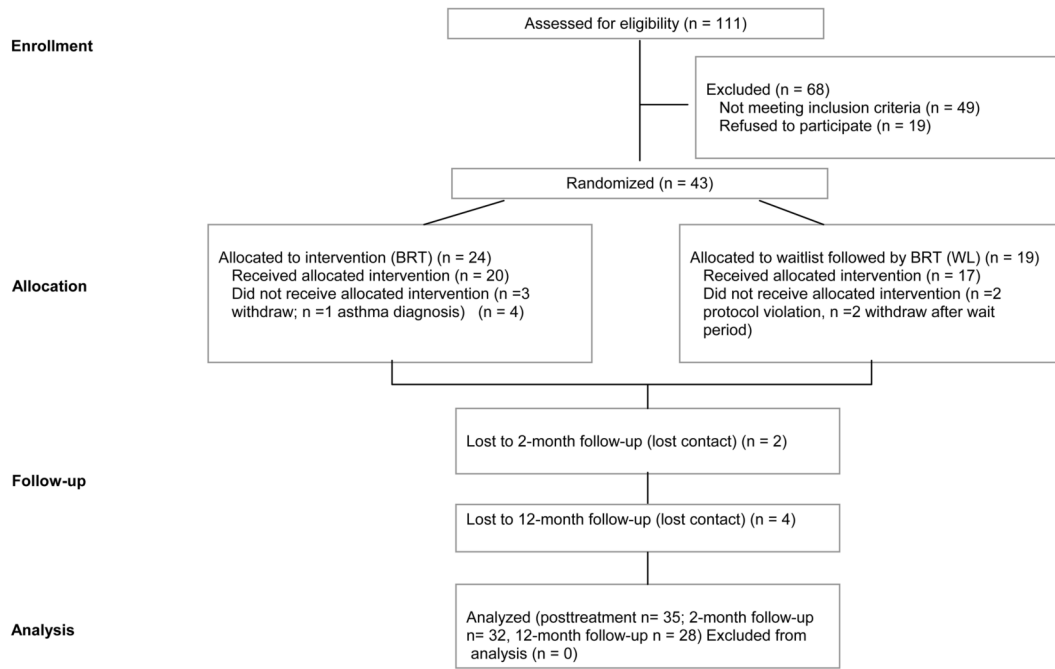 Enrollment
Assessed for eligibility (n = 111)
Excluded (n = 68)
Not meeting inclusion criteria (n = 49)
Refused to participate (n = 19)
Randomized (n = 43)
Allocation
Allocated to intervention (BRT) (n = 24)
Received allocated intervention (n = 20)
Did not receive allocated intervention (n =3
withdraw; n =1 asthma diagnosis) (n = 4)
Allocated to waitlist followed by BRT (WL) (n = 19)
Received allocated intervention (n = 17)
Did not receive allocated intervention (n =2
protocol violation, n =2 withdraw after wait
period)
Follow-up
Lost to 2-month follow-up (lost contact) (n = 2)
Lost to 12-month follow-up (lost contact) (n = 4)
Analysis
Analyzed (posttreatment n= 35; 2-month follow-up
n= 32, 12-month follow-up n = 28) Excluded from
analysis (n = 0)